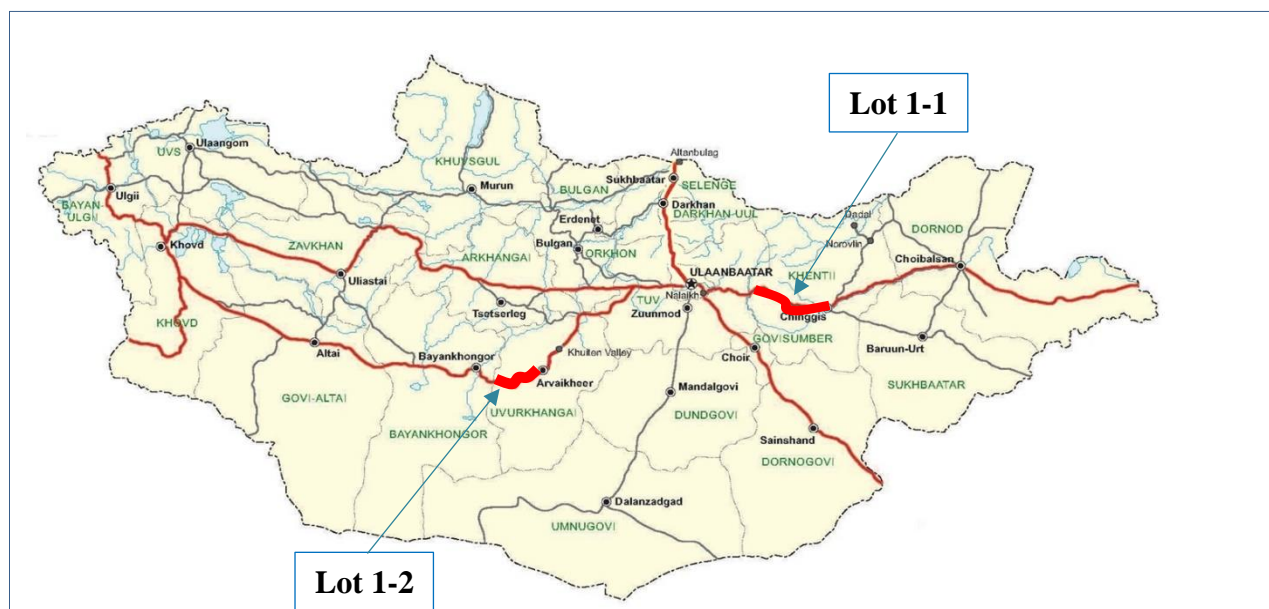 Lot 1-1
Altanbulag
Ulaangom
UVS
KHUVSGUL
Sukhbaatar
SELENGE
Ulgii
Murun
BULGAN
Darkhan
BAYAN-
ULGII
DARKHAN-UUL
Dadal
Erdenet
DORNOD
Khovd
ZAVKHAN
Bulgan
ORKHON
Norovlin
Choibalsan
ARKHANGAI
ULAANBAATAR
KHENTII
Uliastai
Nalaikh
TUV
Tsetserleg
Zuunmod
Chinggis
KHOVD
GOVISUMBER
Altai
Khuiten Valley
Choir
Baruun-Urt
Bayankhongor
Arvaikheer
Mandalgovi
SUKHBAATAR
GOVI-ALTAI
UVURKHANGAI
DUNDGOVI
BAYANKHONGOR
Sainshand
DORNOGOVI
Dalanzadgad
UMNUGOVI
Lot 1-2